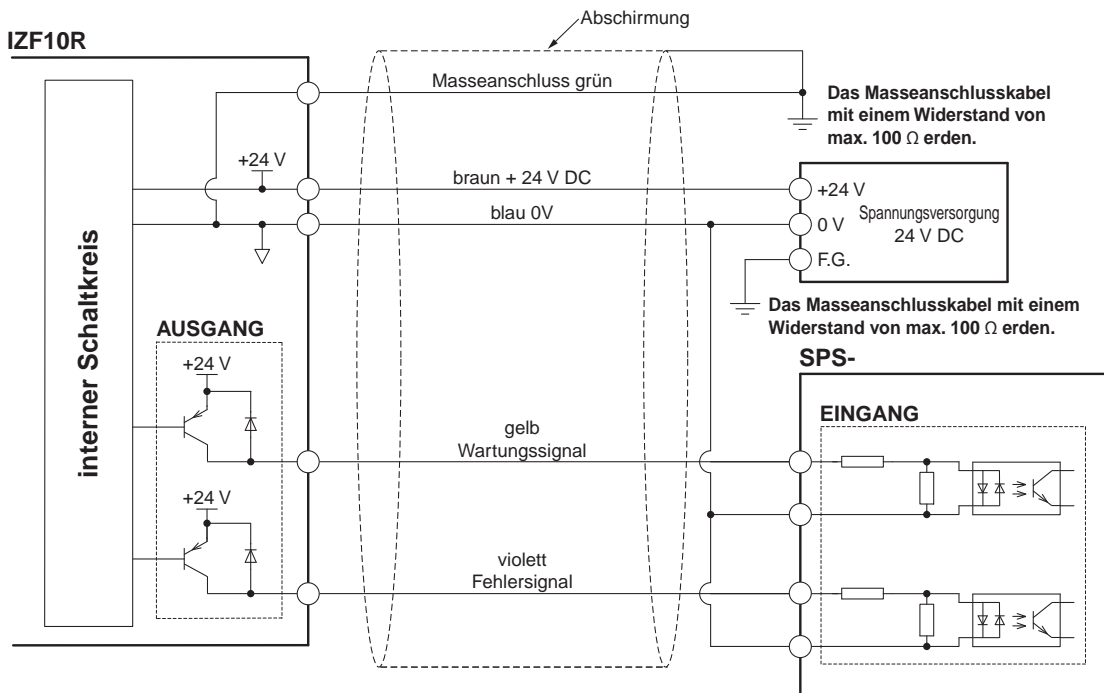 Abschirmung
IZF10R
Masseanschluss grün
Das Masseanschlusskabel
mit einem Widerstand von
max. 100 Ω erden.
+24 V
braun + 24 V DC
+24 V
Spannungsversorgung
24 V DC
blau 0V
0 V
F.G.
Das Masseanschlusskabel mit einem
Widerstand von max. 100 Ω erden.
interner Schaltkreis
AUSGANG
+24 V
SPS-
EINGANG
gelb
Wartungssignal
+24 V
violett
Fehlersignal